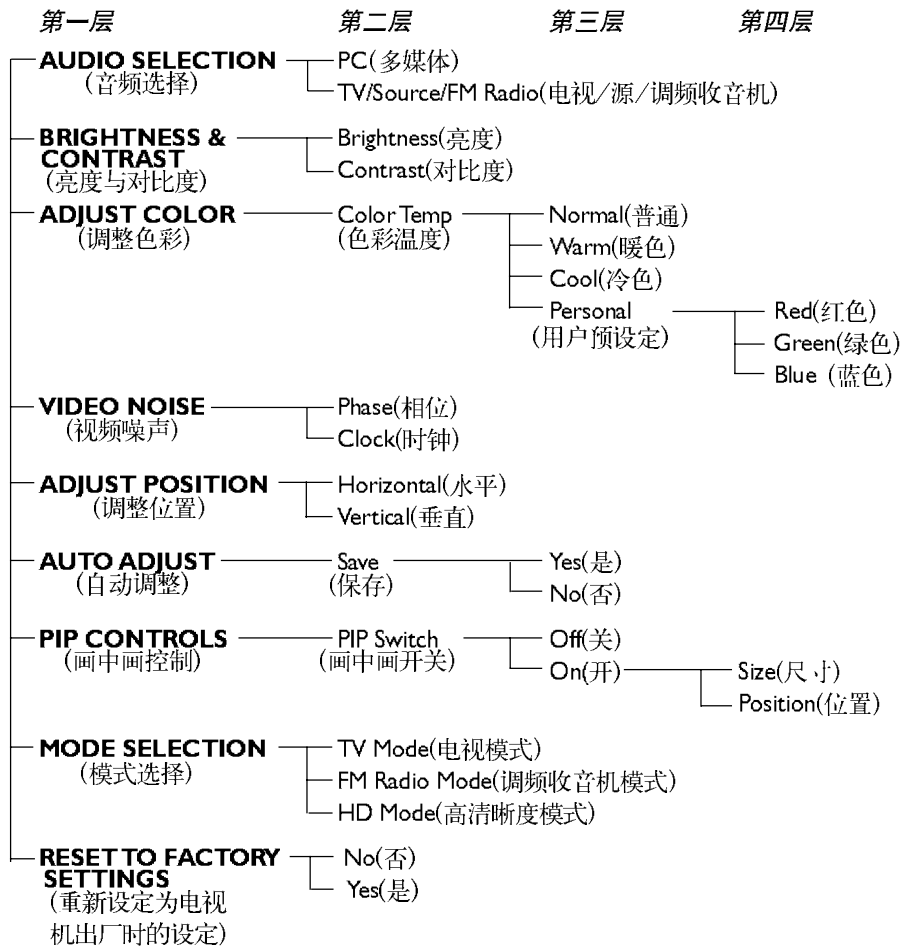 第一层 第二层 第三层 第四层
AUDIO SELECTION PC(多媒体)
(音频选择)
TV/Source/FM Radio(电视/源/调频收音机)
BRIGHTNESS & Brightness(亮度)
CONTRAST
Contrast(对比度)
(亮度与对比度)
ADJUST COLOR Color Temp Normal(普通)
(调整色彩) (色彩温度)
Warm(暖色)
Cool(冷色)
Personal Red(红色)
(用户预设定)
Green(绿色)
Blue (蓝色)
VIDEO NOISE Phase(相位)
(视频噪声)
Clock(时钟)
ADJUST POSITION Horizontal(水平)
(调整位置)
Vertical(垂直)
AUTO ADJUST Save Yes(是)
(自动调整) (保存)
No(否)
PIP CONTROLS PIP Switch Off(关)
(画中画控制) (画中画开关)
On(开) Size(尺寸)
Position(位置)
MODE SELECTION TV Mode(电视模式)
(模式选择)
FM Radio Mode(调频收音机模式)
HD Mode(高清晰度模式)
RESET TO FACTORY No(否)
SETTINGS
Yes(是)
(重新设定为电视
机出厂时的设定)